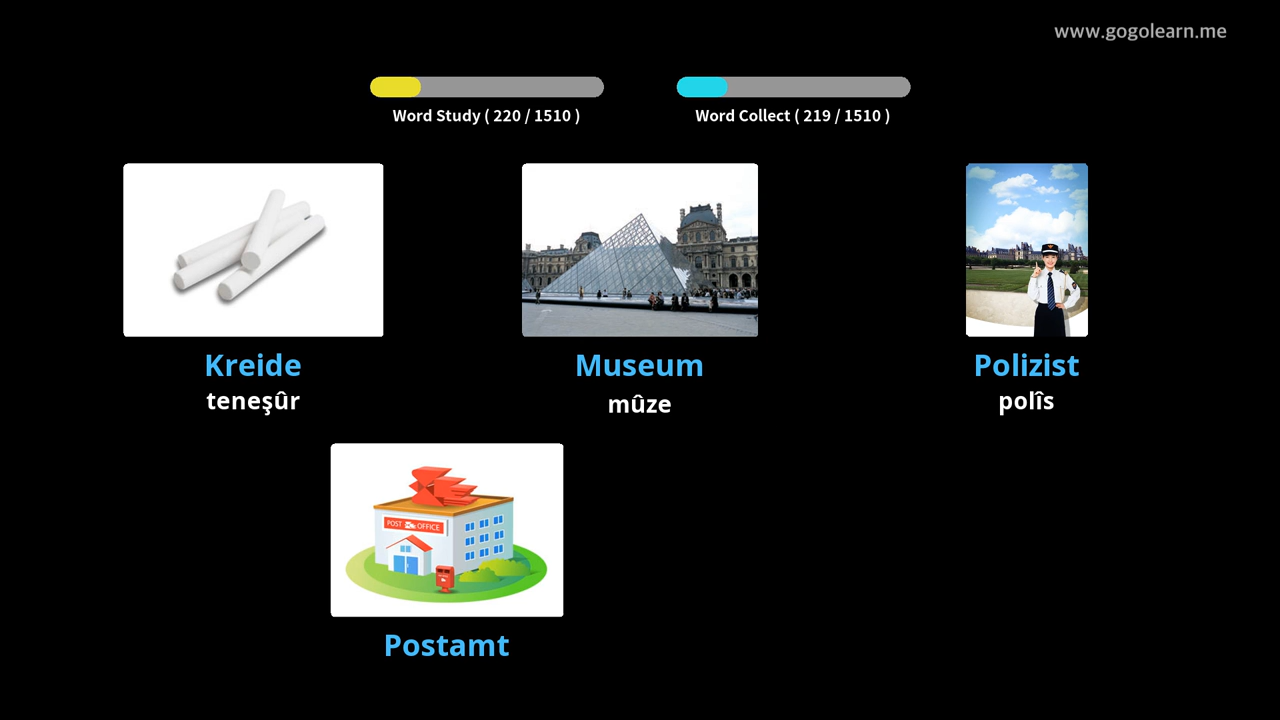 www.gogolearn.me
Word Study ( 220 / 1510 )
Word Collect ( 219 / 1510 )
Kreide
teneşûr
Museum
mûze
Polizist
polîs
POST OFFICE
Postamt